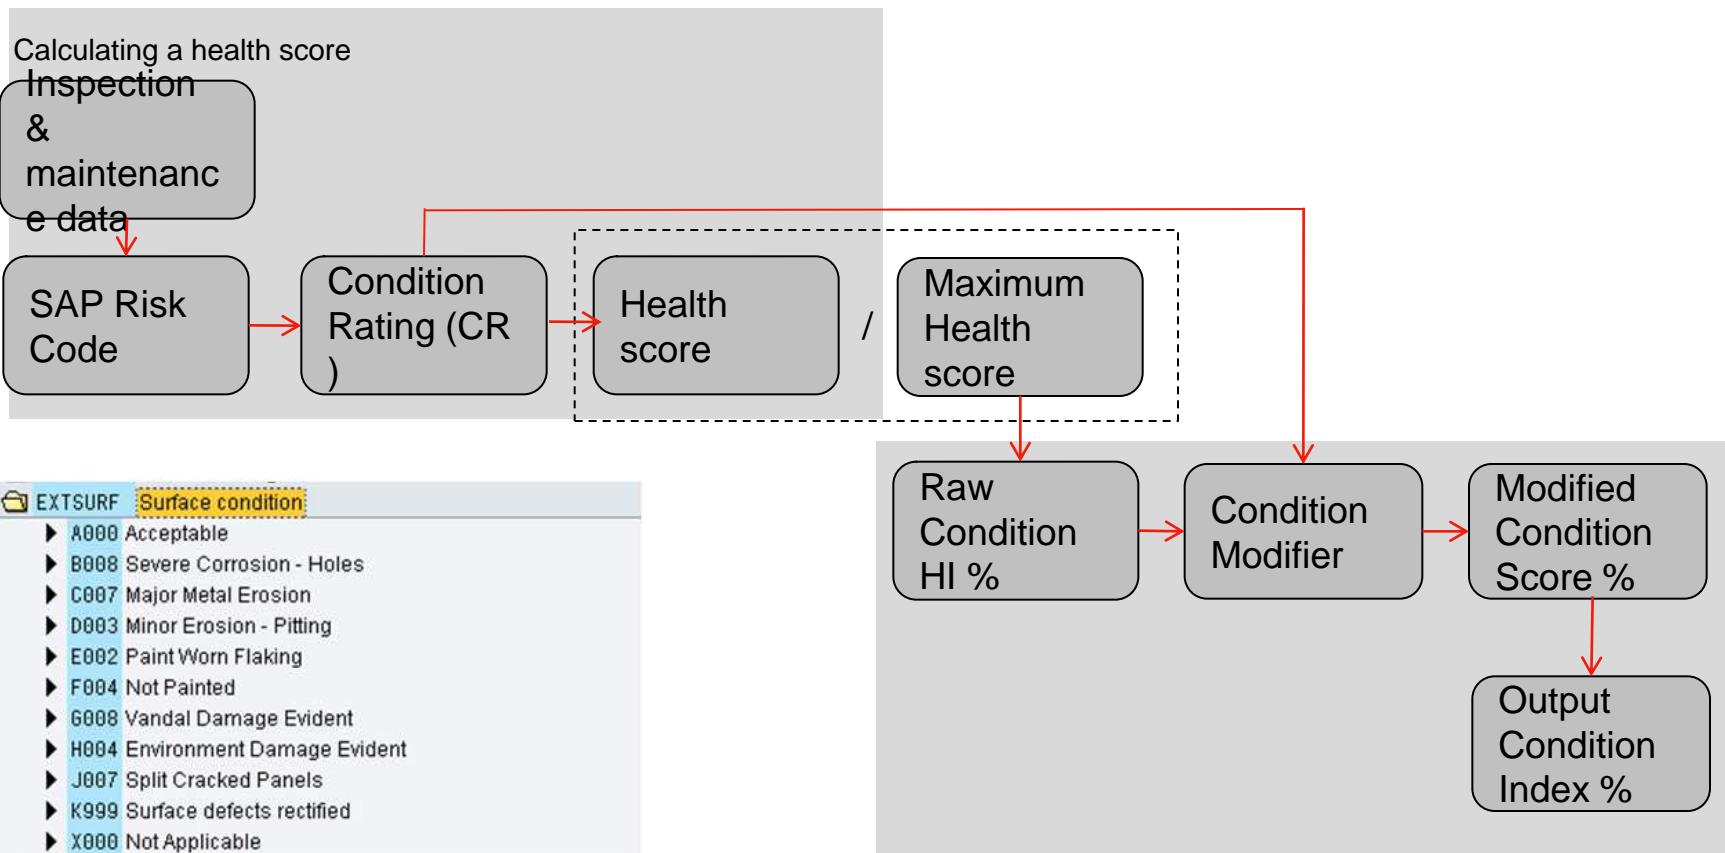 Calculating a health score
Inspection
&
maintenanc
e data
SAP Risk
Code
Condition
Rating (CR
)
Health
score
/
Maximum
Health
score
Raw
Condition
HI %
Condition
Modifier
Modified
Condition
Score %
Output
Condition
Index %
EXTSURF Surface condition
A000 Acceptable
B008 Severe Corrosion - Holes
C007 Major Metal Erosion
D003 Minor Erosion - Pitting
E002 Paint Worn Flaking
F004 Not Painted
G008 Vandal Damage Evident
H004 Environment Damage Evident
J007 Split Cracked Panels
K999 Surface defects rectified
X000 Not Applicable